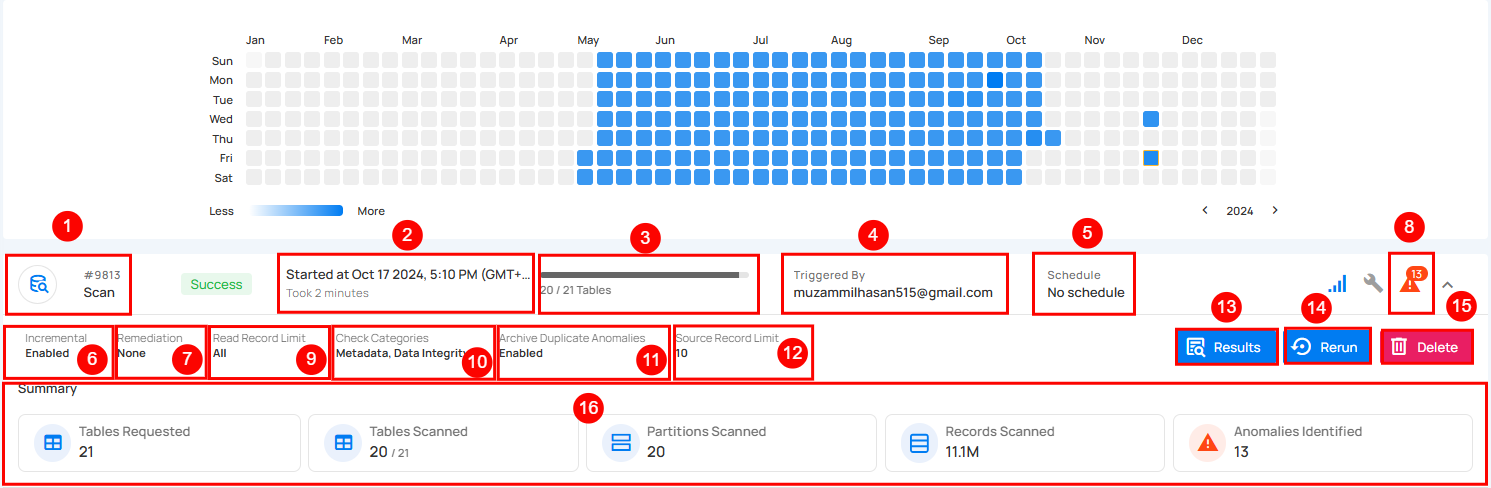 Jan Feb Mar Apr May Jun Jul Aug Sep Oct Nov Dec
Sun
Mon
Tue
Wed
Thu
Fri
Sat
Less More 2024
1 2 3 4 5 8
#9813
Scan
Success
Started at Oct 17 2024, 5:10 PM (GMT+...
Took 2 minutes
20 / 21 Tables
Triggered By
muzammilhasan515@gmail.com
Schedule
No schedule
13
Incremental
Enabled
6
Remediation
None
7
Read Record Limit
All
9
Check Categories
Metadata, Data Integrity
10
Archive Duplicate Anomalies
Enabled
11
Source Record Limit
10
12
13 14 15
Results Rerun Delete
Summary
16
Tables Requested
21
Tables Scanned
20 / 21
Partitions Scanned
20
Records Scanned
11.1M
Anomalies Identified
13